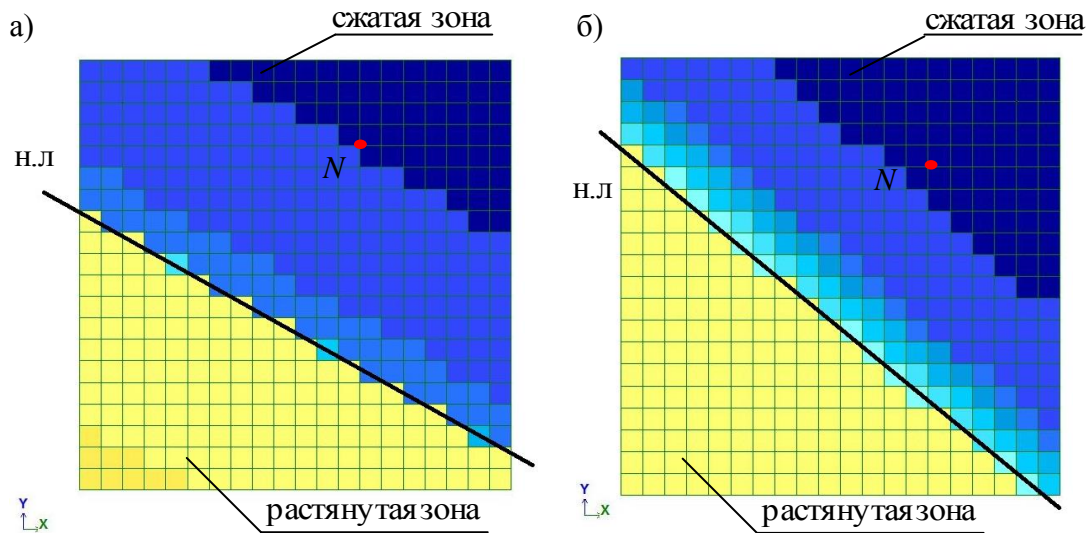 а)
сжатая зона
N
н.л
растянутая зона
Y
X
б)
сжатая зона
N
н.л
растянутая зона
Y
X